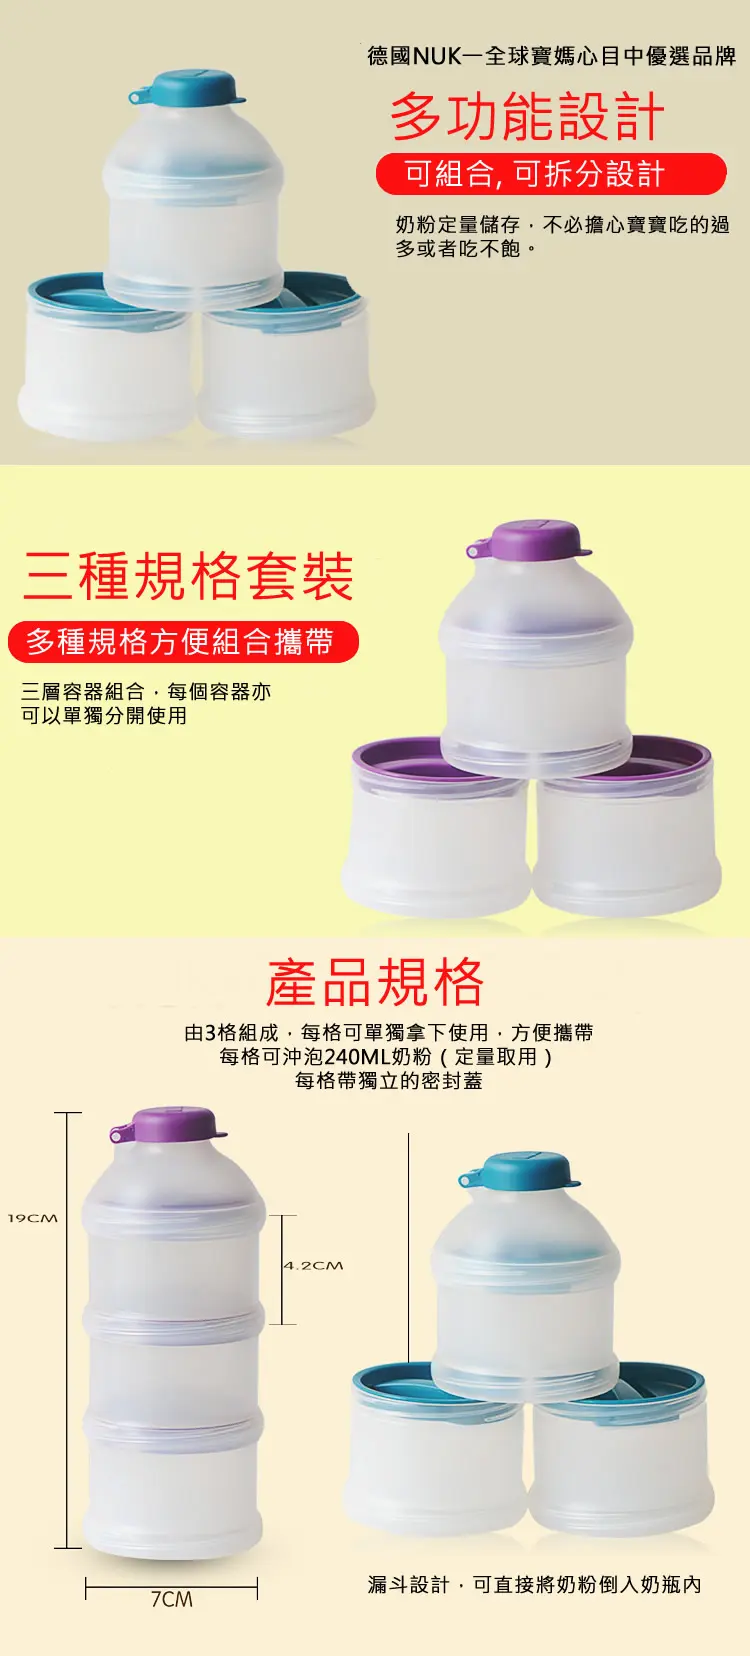 德國NUK一全球寶媽心目中優選品牌
多功能設計
可組合, 可拆分設計
奶粉定量儲存，不必擔心寶寶吃的過
多或者吃不飽。
三種規格套裝
多種規格方便組合攜帶
三層容器組合，每個容器亦
可以單獨分開使用
產品規格
由3格組成，每格可單獨拿下使用，方便攜帶
每格可沖泡240ML奶粉（定量取用）
每格帶獨立的密封蓋
19CM
4.2CM
7CM
漏斗設計，可直接將奶粉倒入奶瓶內